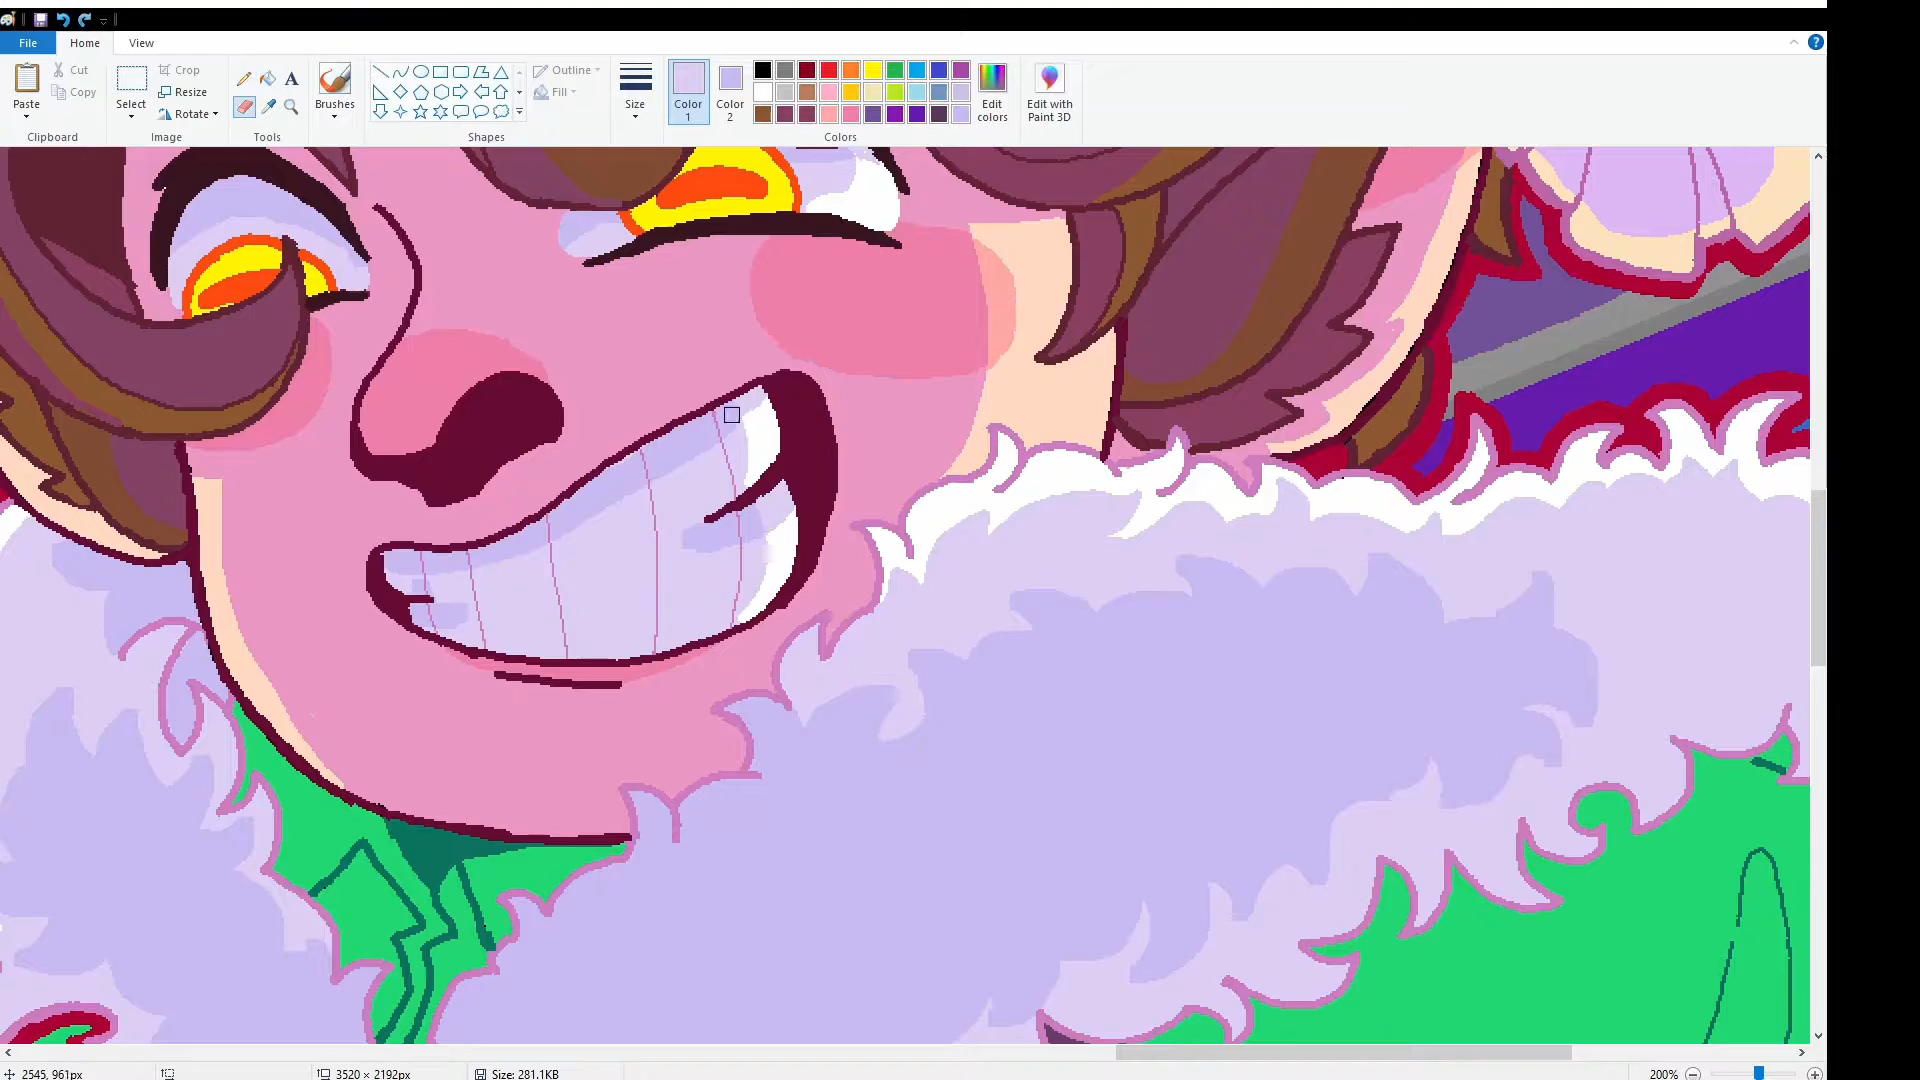 File Home View
Paste
Cut
Copy
Clipboard
Select
Crop
Resize
Rotate
Image
A
Tools
Brushes
Outline
Fill
Shapes
Size
Color 1
Color 2
Edit colors
Colors
Edit with Paint 3D
?
2545, 961px 3520 × 2192px Size: 281.1KB 200%